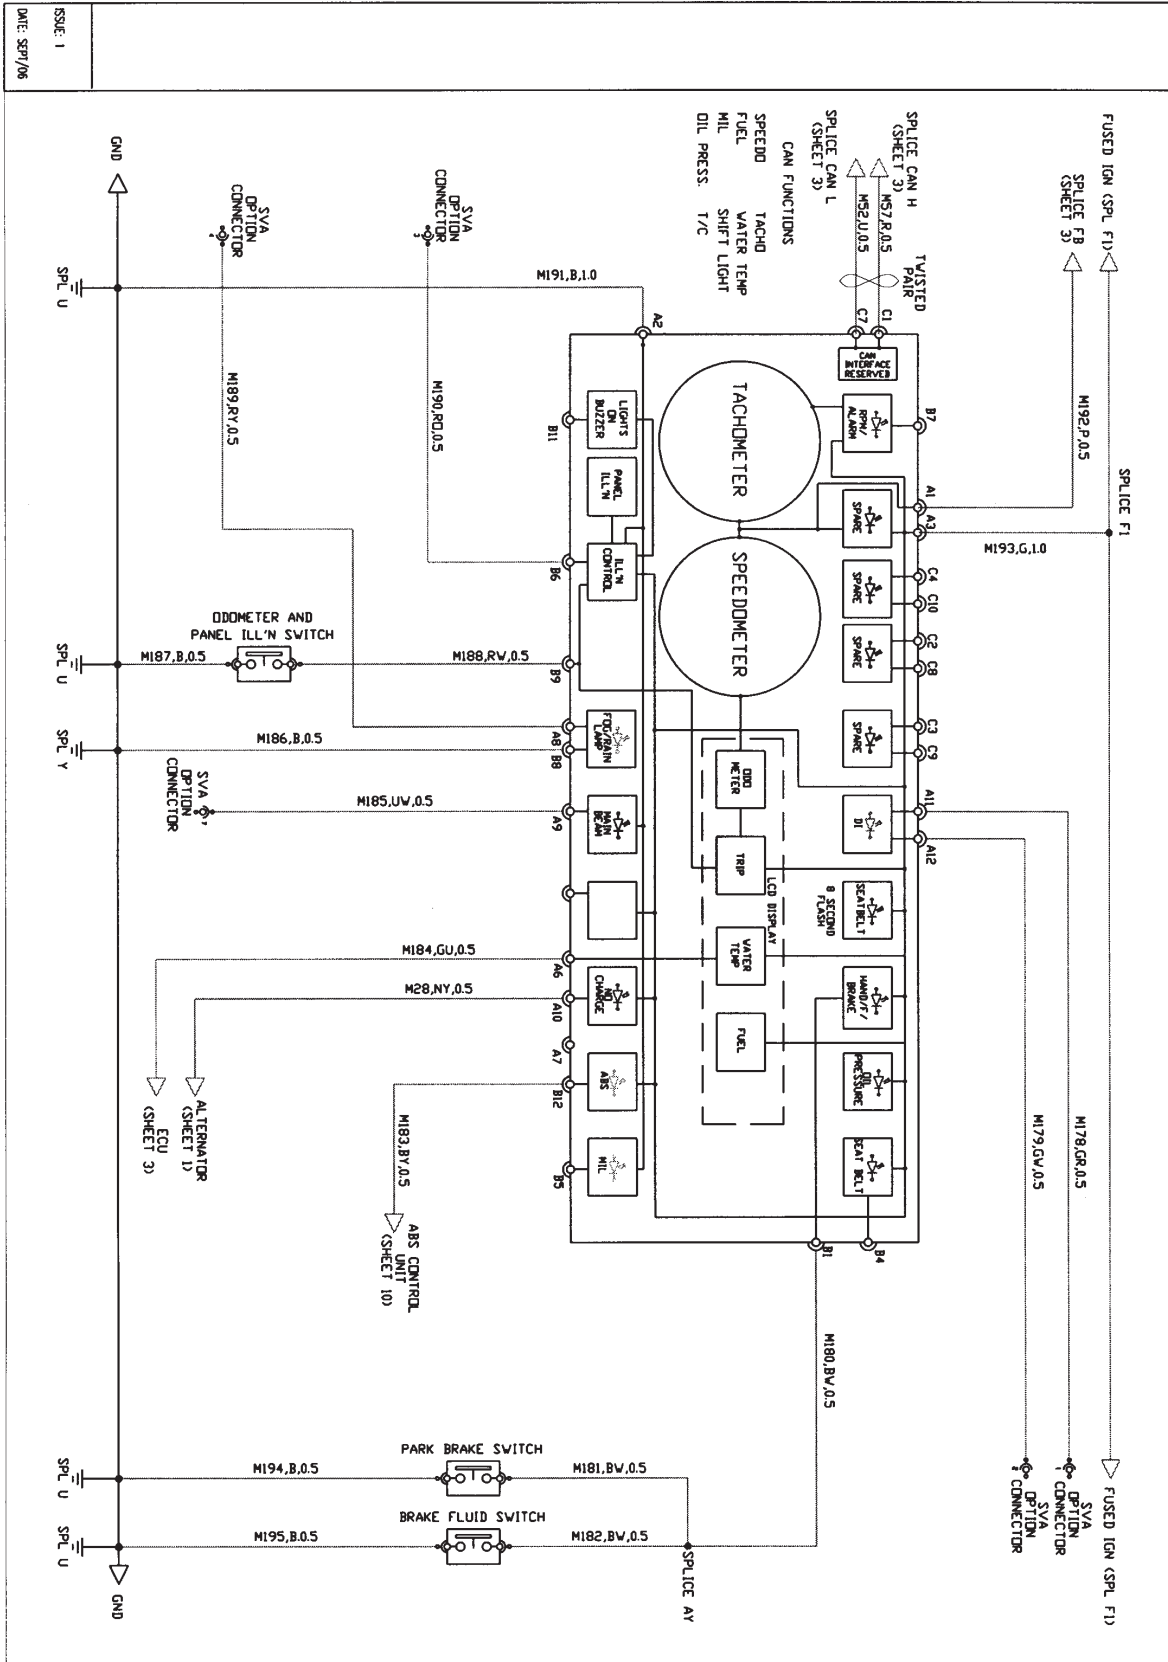 ISSUE: 1
DATE: SEPT/06
FUSED IGN (SPL F1)
SPLICE FB
(SHEET 3)
SPLICE CAN H
(SHEET 3)
SPLICE CAN L
(SHEET 3)
M57,R,0.5
M52,U,0.5
TWISTED
PAIR
CAN FUNCTIONS
SPEEDO TACHO
FUEL WATER TEMP
MIL SHIFT LIGHT
OIL PRESS. T/C
M192,P,0.5
SPLICE F1
M193,G,1.0
C1
C7
CAN
INTERFACE
RESERVED
B7
RPM/
ALARM
A1
A3
SPARE
C4
C10
SPARE
C2
C8
SPARE
C3
C9
SPARE
A11
A12
DI
SEATBELT
8 SECOND
FLASH
HAND/F/
BRAKE
OIL
PRESSURE
SEAT BELT
B4
B1
TACHOMETER
SPEEDOMETER
ODO
METER
TRIP
LCD DISPLAY
WATER
TEMP
FUEL
A2
LIGHTS
ON
BUZZER
B11
PANEL
ILL'N
ILL'N
CONTROL
B6
B9
FOG/RAIN
LAMP
A8
B8
MAIN
BEAM
A9
A6
NO
CHARGE
A10
A7
ABS
B12
MIL
B5
GND
SPL U
M191,B,1.0
SVA
OPTION
CONNECTOR
4
M189,RY,0.5
SVA
OPTION
CONNECTOR
3
M190,RO,0.5
ODOMETER AND
PANEL ILL'N SWITCH
M187,B,0.5
M188,RW,0.5
SPL U
M186,B,0.5
SPL Y
SVA
OPTION
CONNECTOR
7
M185,UW,0.5
M184,GU,0.5
M28,NY,0.5
ALTERNATOR
(SHEET 1)
ECU
(SHEET 3)
M183,BY,0.5
ABS CONTROL
UNIT
(SHEET 10)
M178,GR,0.5
M179,GW,0.5
M180,BW,0.5
FUSED IGN (SPL F1)
SVA
OPTION
CONNECTOR
1
SVA
OPTION
CONNECTOR
2
PARK BRAKE SWITCH
M194,B,0.5
M181,BW,0.5
SPL U
BRAKE FLUID SWITCH
M195,B,0.5
M182,BW,0.5
SPL U
SPLICE AY
GND